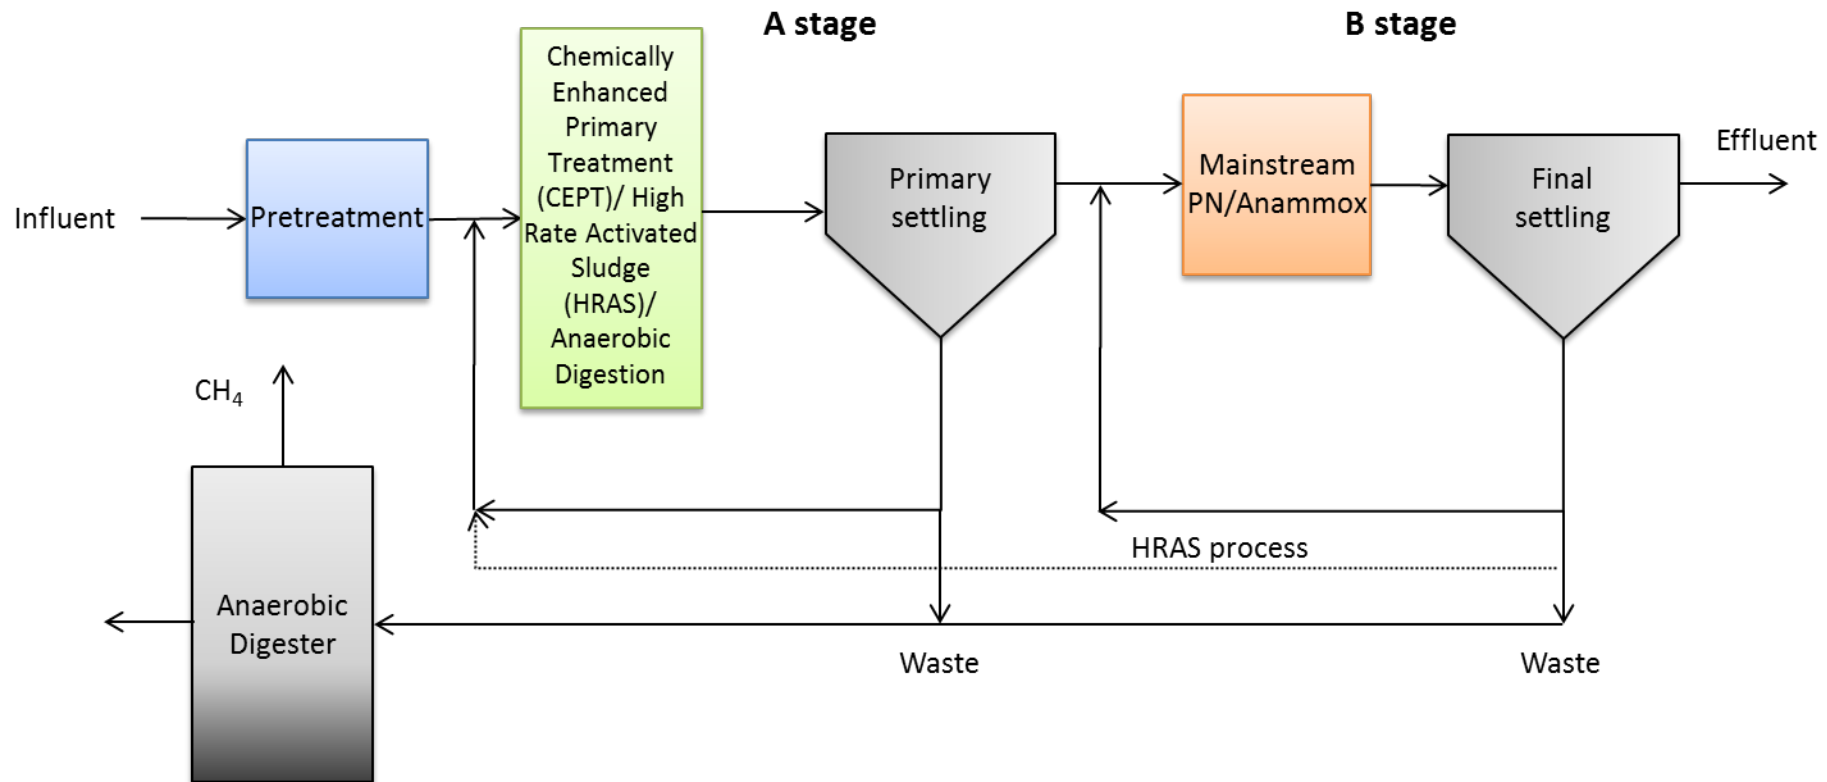 A stage
B stage
Influent
Pretreatment
Chemically
Enhanced
Primary
Treatment
(CEPT)/ High
Rate Activated
Sludge
(HRAS)/
Anaerobic
Digestion
Primary
settling
Mainstream
PN/Anammox
Final
settling
Effluent
CH₄
HRAS process
Anaerobic
Digester
Waste
Waste